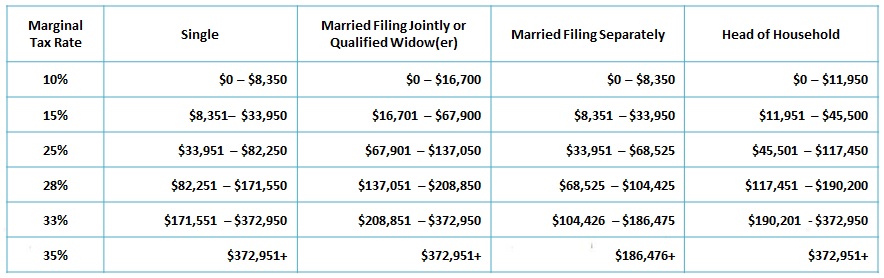 Marginal Tax Rate Single Married Filing Jointly or Qualified Widow(er) Married Filing Separately Head of Household
10% $0 – $8,350 $0 – $16,700 $0 – $8,350 $0 – $11,950
15% $8,351– $33,950 $16,701 – $67,900 $8,351 – $33,950 $11,951 – $45,500
25% $33,951 – $82,250 $67,901 – $137,050 $33,951 – $68,525 $45,501 – $117,450
28% $82,251 – $171,550 $137,051 – $208,850 $68,525 – $104,425 $117,451 – $190,200
33% $171,551 – $372,950 $208,851 – $372,950 $104,426 – $186,475 $190,201 - $372,950
35% $372,951+ $372,951+ $186,476+ $372,951+